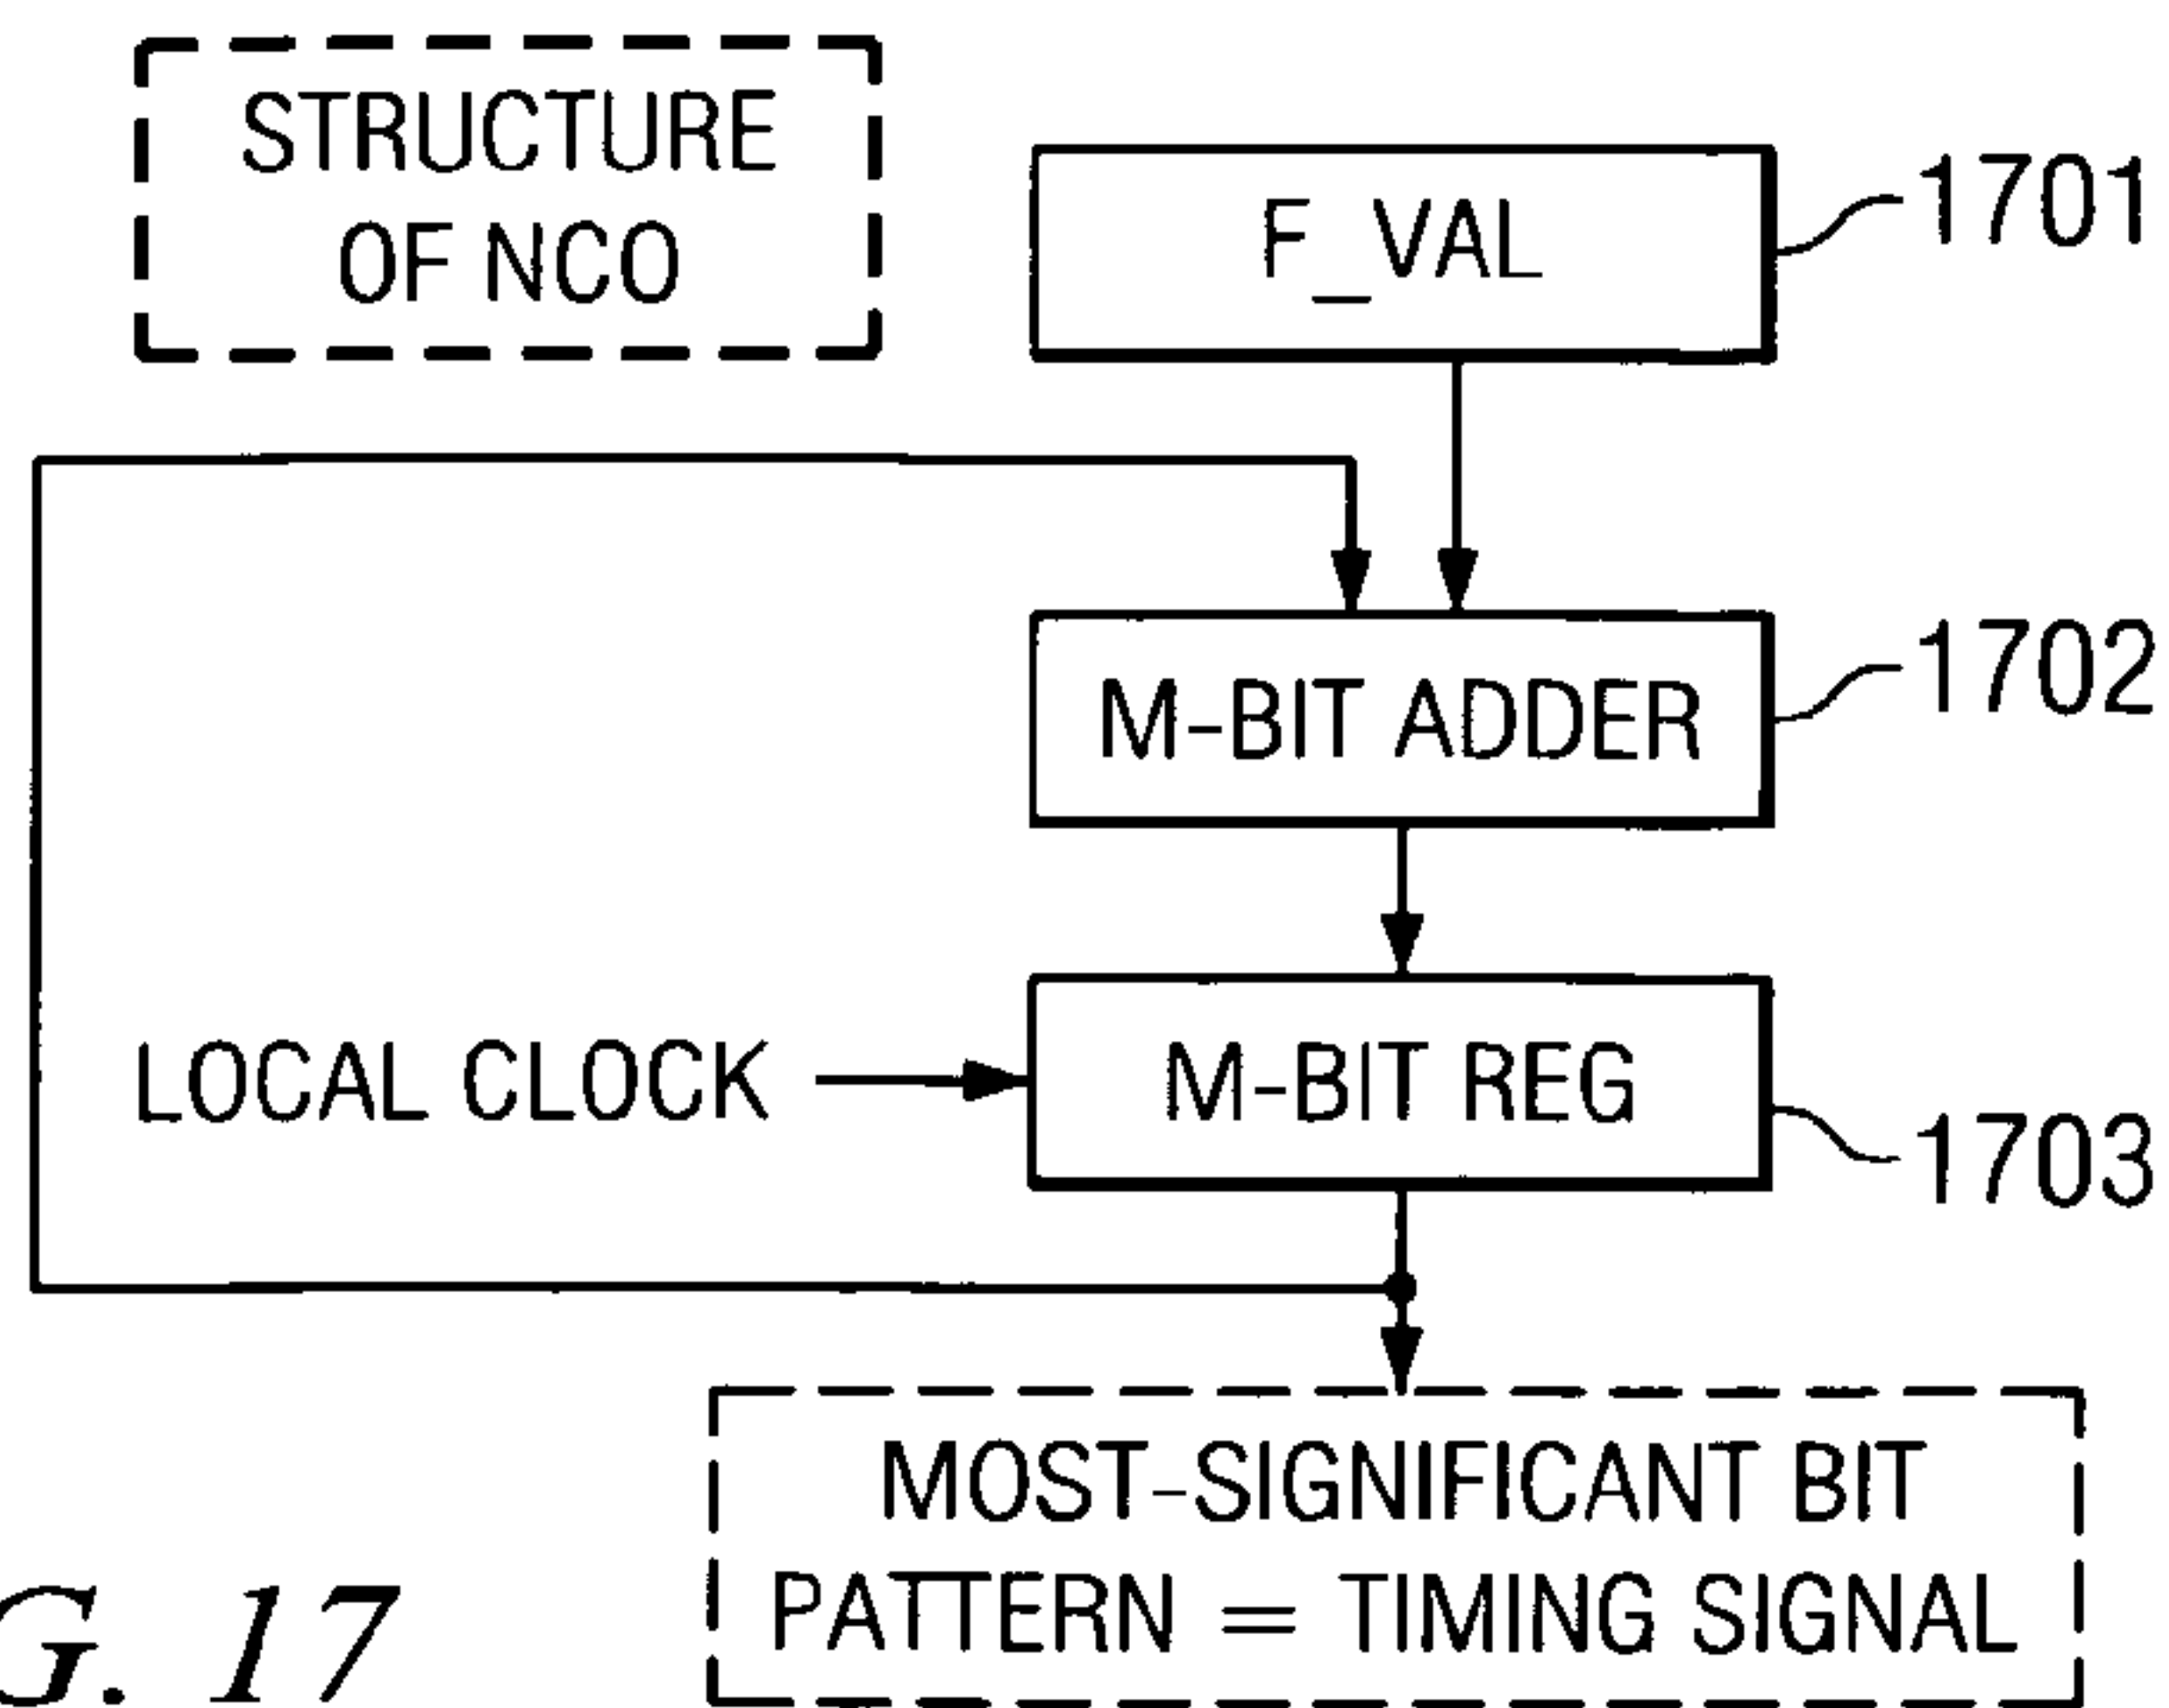 STRUCTURE
OF NCO
F_VAL
1701
M-BIT ADDER
1702
LOCAL CLOCK
M-BIT REG
1703
MOST-SIGNIFICANT BIT
PATTERN = TIMING SIGNAL
G. 17